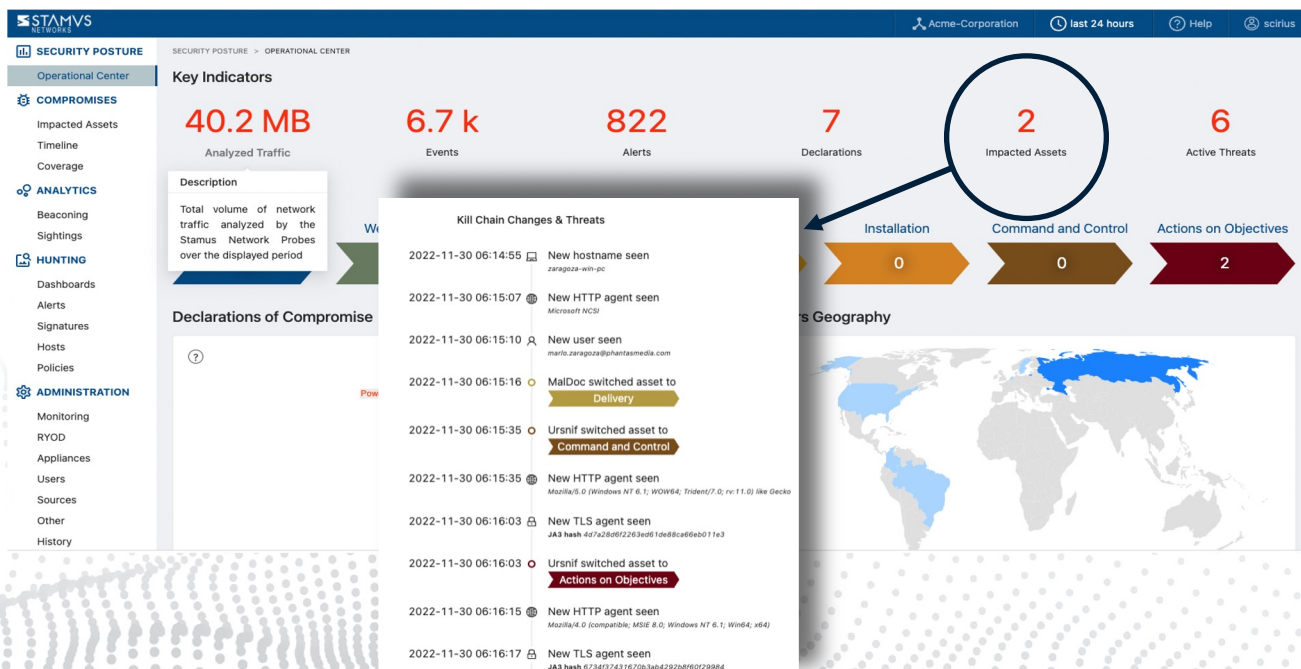 STAMVS
NETWORKS
Acme-Corporation
last 24 hours
Help
scirius
SECURITY POSTURE
Operational Center
COMPROMISES
Impacted Assets
Timeline
Coverage
ANALYTICS
Beaconing
Sightings
HUNTING
Dashboards
Alerts
Signatures
Hosts
Policies
ADMINISTRATION
Monitoring
RYOD
Appliances
Users
Sources
Other
History
SECURITY POSTURE > OPERATIONAL CENTER
Key Indicators
40.2 MB
Analyzed Traffic
6.7 k
Events
822
Alerts
7
Declarations
2
Impacted Assets
6
Active Threats
Description
Total volume of network
traffic analyzed by the
Stamus Network Probes
over the displayed period
We
Installation
0
Command and Control
0
Actions on Objectives
2
Declarations of Compromise
?
Pow
rs Geography
Kill Chain Changes & Threats
2022-11-30 06:14:55 New hostname seen
zaragoza-win-pc
2022-11-30 06:15:07 New HTTP agent seen
Microsoft NCSI
2022-11-30 06:15:10 New user seen
marlo.zaragoza@phantasmedia.com
2022-11-30 06:15:16 MalDoc switched asset to
Delivery
2022-11-30 06:15:35 Ursnif switched asset to
Command and Control
2022-11-30 06:15:35 New HTTP agent seen
Mozilla/5.0 (Windows NT 6.1; WOW64; Trident/7.0; rv:11.0) like Gecko
2022-11-30 06:16:03 New TLS agent seen
JA3 hash 4d7a28d6f2263ed61de88ca66eb011e3
2022-11-30 06:16:03 Ursnif switched asset to
Actions on Objectives
2022-11-30 06:16:15 New HTTP agent seen
Mozilla/4.0 (compatible; MSIE 8.0; Windows NT 6.1; Win64; x64)
2022-11-30 06:16:17 New TLS agent seen
JA3 hash 6734f37431670b3ab4292b8f60f29984